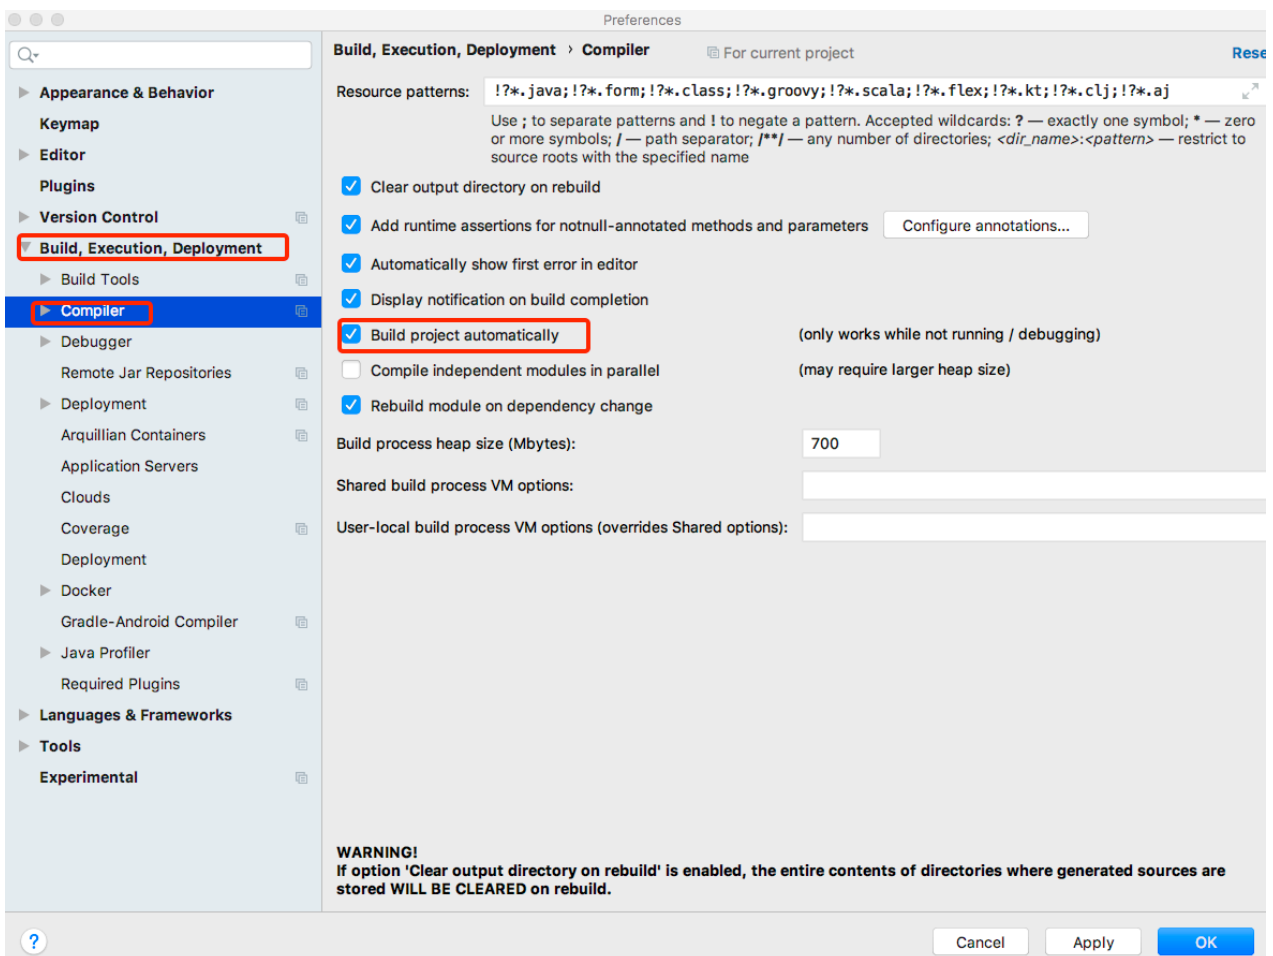 Preferences
Build, Execution, Deployment › Compiler
For current project
Rese
Appearance & Behavior
Keymap
Editor
Plugins
Version Control
Build, Execution, Deployment
Build Tools
Compiler
Debugger
Remote Jar Repositories
Deployment
Arquillian Containers
Application Servers
Clouds
Coverage
Deployment
Docker
Gradle-Android Compiler
Java Profiler
Required Plugins
Languages & Frameworks
Tools
Experimental
Resource patterns:
!?*.java;!?*.form;!?*.class;!?*.groovy;!?*.scala;!?*.flex;!?*.kt;!?*.clj;!?*.aj
Use ; to separate patterns and ! to negate a pattern. Accepted wildcards: ? — exactly one symbol; * — zero
or more symbols; / — path separator; /**/ — any number of directories; <dir_name>:<pattern> — restrict to
source roots with the specified name
Clear output directory on rebuild
Add runtime assertions for notnull-annotated methods and parameters
Configure annotations...
Automatically show first error in editor
Display notification on build completion
Build project automatically
(only works while not running / debugging)
Compile independent modules in parallel
(may require larger heap size)
Rebuild module on dependency change
Build process heap size (Mbytes):
700
Shared build process VM options:
User-local build process VM options (overrides Shared options):
WARNING!
If option 'Clear output directory on rebuild' is enabled, the entire contents of directories where generated sources are
stored WILL BE CLEARED on rebuild.
?
Cancel
Apply
OK